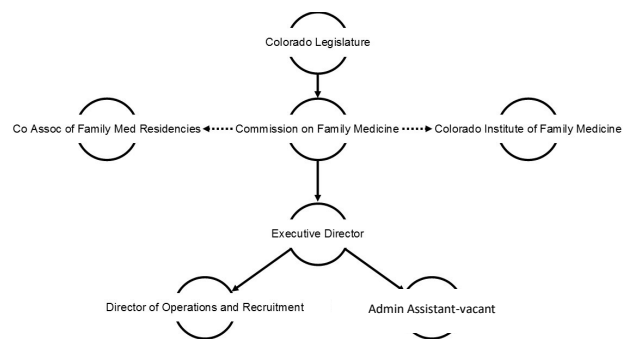 Colorado Legislature
Co Assoc of Family Med Residencies
Commission on Family Medicine
Colorado Institute of Family Medicine
Executive Director
Director of Operations and Recruitment
Admin Assistant-vacant